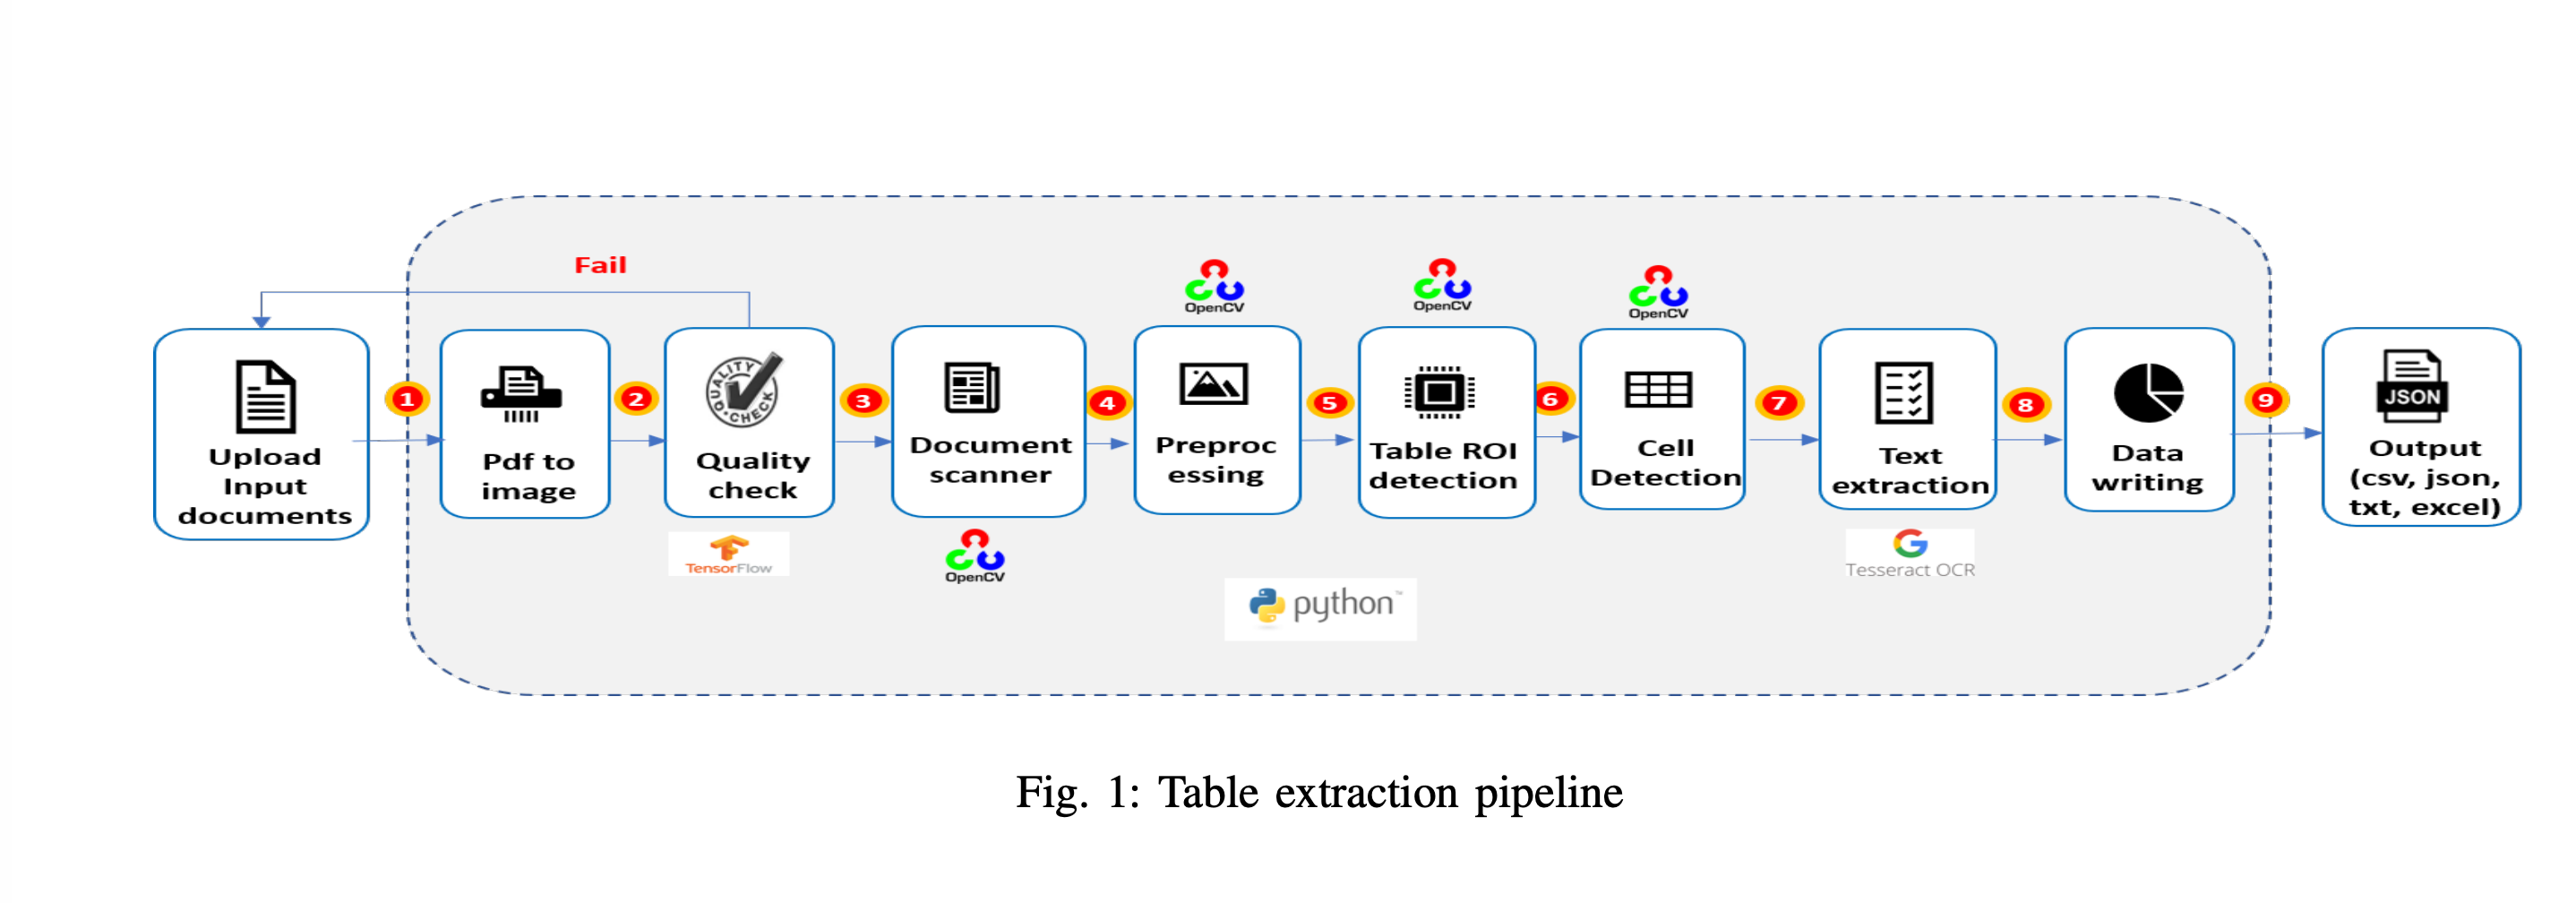 Fail
OpenCV
OpenCV
OpenCV
1
2
3
4
5
6
7
8
9
Upload
Input
documents
Pdf to
image
QUALITY
CHECK
Quality
check
Document
scanner
Preproc
essing
Table ROI
detection
Cell
Detection
Text
extraction
Data
writing
JSON
Output
(csv, json,
txt, excel)
TensorFlow
OpenCV
python™
Tesseract OCR
Fig. 1: Table extraction pipeline